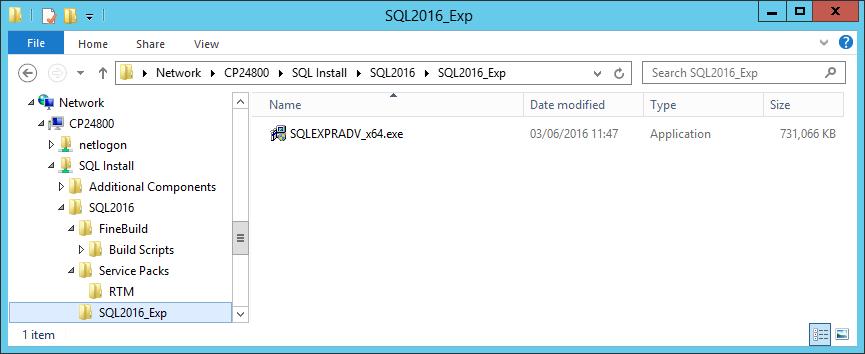 SQL2016_Exp
File Home Share View
Network CP24800 SQL Install SQL2016 SQL2016_Exp Search SQL2016_Exp
Network
CP24800
netlogon
SQL Install
Additional Components
SQL2016
FineBuild
Build Scripts
Service Packs
RTM
SQL2016_Exp
Name Date modified Type Size
SQLEXPRADV_x64.exe 03/06/2016 11:47 Application 731,066 KB
1 item